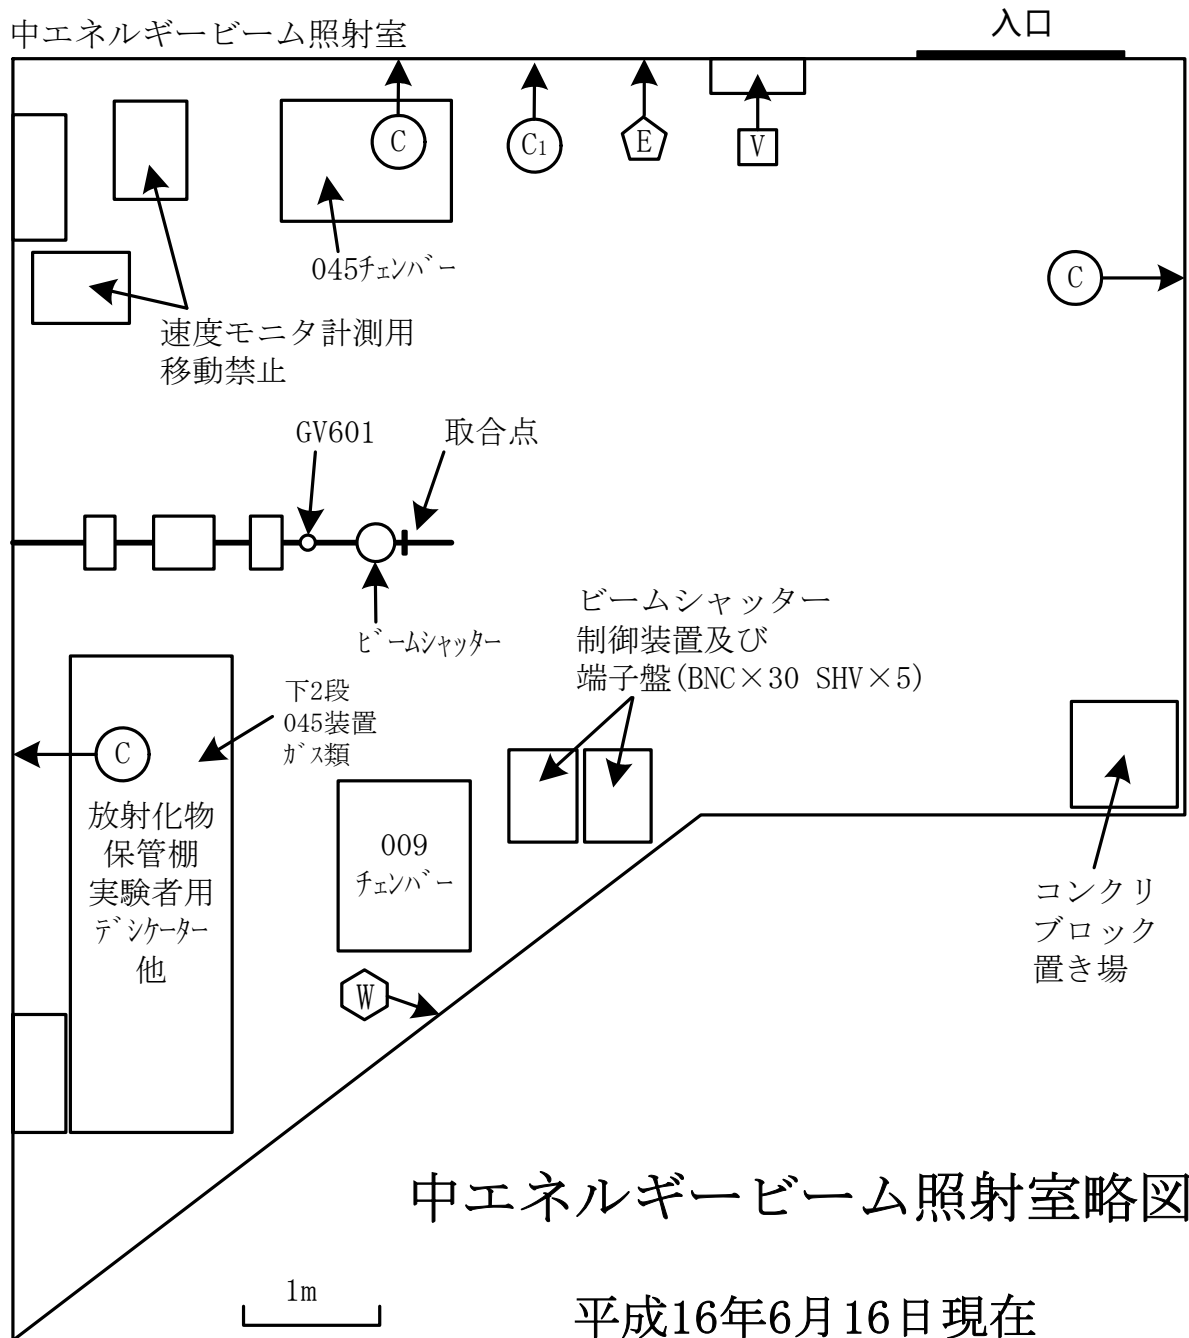 中エネルギービーム照射室
入口
C
C1
E
V
045チェンバー
C
速度モニタ計測用
移動禁止
GV601
取合点
ビームシャッター
ビームシャッター
制御装置及び
端子盤(BNC×30 SHV×5)
下2段
045装置
ガス類
C
放射化物
保管棚
実験者用
デシケーター
他
009
チェンバー
W
コンクリ
ブロック
置き場
中エネルギービーム照射室略図
1m
平成16年6月16日現在